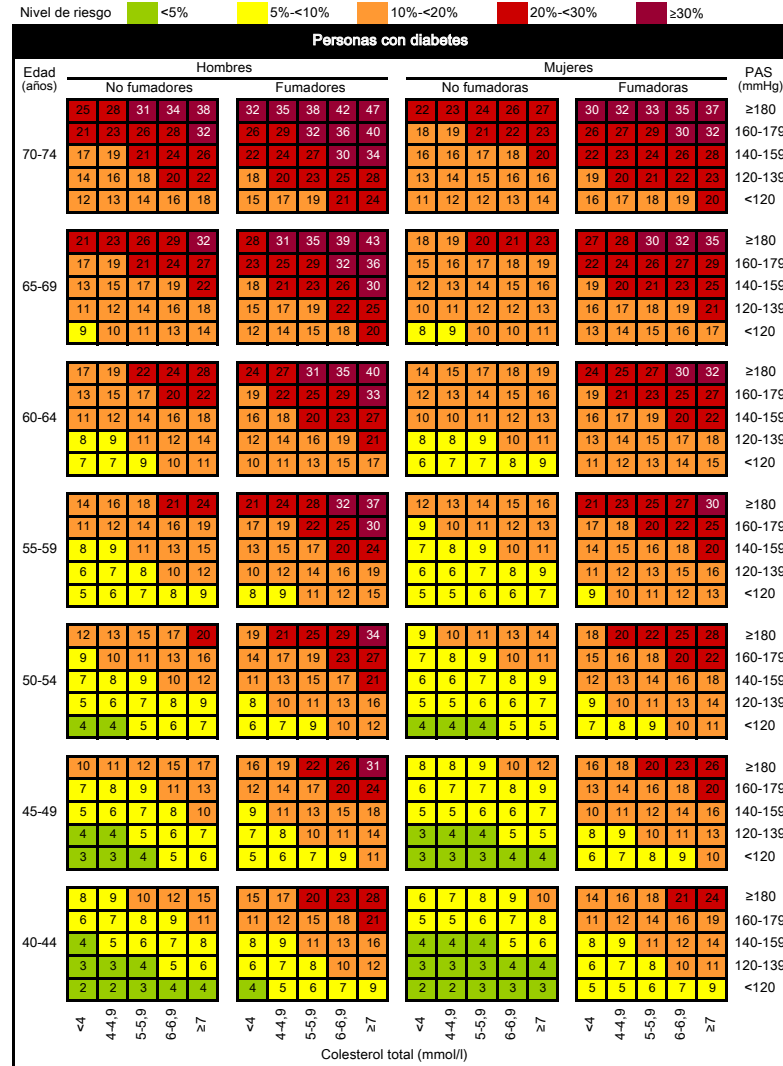 Nivel de riesgo <5% 5%-<10% 10%-<20% 20%-<30% ≥30%
Personas con diabetes
Edad (años) Hombres Mujeres PAS (mmHg)
No fumadores Fumadores No fumadoras Fumadoras
25 28 31 34 38 32 35 38 42 47 22 23 24 26 27 30 32 33 35 37 ≥180
21 23 26 28 32 26 29 32 36 40 18 19 21 22 23 26 27 29 30 32 160-179
70-74 17 19 21 24 26 22 24 27 30 34 16 16 17 18 20 22 23 24 26 28 140-159
14 16 18 20 22 18 20 23 25 28 13 14 15 16 16 19 20 21 22 23 120-139
12 13 14 16 18 15 17 19 21 24 11 12 12 13 14 16 17 18 19 20 <120
21 23 26 29 32 28 31 35 39 43 18 19 20 21 23 27 28 30 32 35 ≥180
17 19 21 24 27 23 25 29 32 36 15 16 17 18 19 22 24 26 27 29 160-179
65-69 13 15 17 19 22 18 21 23 26 30 12 13 14 15 16 19 20 21 23 25 140-159
11 12 14 16 18 15 17 19 22 25 10 11 12 12 13 16 17 18 19 21 120-139
9 10 11 13 14 12 14 15 18 20 8 9 10 10 11 13 14 15 16 17 <120
17 19 22 24 28 24 27 31 35 40 14 15 17 18 19 24 25 27 30 32 ≥180
13 15 17 20 22 19 22 25 29 33 12 13 14 15 16 19 21 23 25 27 160-179
60-64 11 12 14 16 18 16 18 20 23 27 10 10 11 12 13 16 17 19 20 22 140-159
8 9 11 12 14 12 14 16 19 21 8 8 9 10 11 13 14 15 17 18 120-139
7 7 9 10 11 10 11 13 15 17 6 7 7 8 9 11 12 13 14 15 <120
14 16 18 21 24 21 24 28 32 37 12 13 14 15 16 21 23 25 27 30 ≥180
11 12 14 16 19 17 19 22 25 30 9 10 11 12 13 17 18 20 22 25 160-179
55-59 8 9 11 13 15 13 15 17 20 24 7 8 9 10 11 14 15 16 18 20 140-159
6 7 8 10 12 10 12 14 16 19 6 7 7 8 9 11 12 13 15 16 120-139
5 6 7 8 9 8 9 11 12 15 5 5 6 6 7 9 10 11 12 13 <120
12 13 15 17 20 19 21 25 29 34 9 10 11 13 14 18 20 22 25 28 ≥180
9 10 11 13 16 14 17 19 23 27 7 8 9 10 11 15 16 18 20 22 160-179
50-54 7 8 9 10 12 11 13 15 17 21 6 6 7 8 9 12 13 14 16 18 140-159
5 6 7 8 9 8 10 11 13 16 5 5 6 6 7 9 10 11 13 14 120-139
4 4 5 6 7 6 7 9 10 12 4 4 4 5 5 7 8 9 10 11 <120
10 11 12 15 17 16 19 22 26 31 8 8 9 10 12 16 18 20 23 26 ≥180
7 8 9 11 13 12 14 17 20 24 6 7 7 8 9 13 14 16 18 20 160-179
45-49 5 6 7 8 10 9 11 13 15 18 5 5 6 6 7 10 11 12 14 16 140-159
4 4 5 6 7 7 8 10 11 14 3 4 4 5 5 8 9 10 11 13 120-139
3 3 4 5 6 5 6 7 9 11 3 3 3 4 4 6 7 8 9 10 <120
8 9 10 12 15 15 17 20 23 28 6 7 8 9 10 14 16 18 21 24 ≥180
6 7 8 9 11 11 12 15 18 21 5 5 6 7 8 11 12 14 16 19 160-179
40-44 4 5 6 7 8 8 9 11 13 16 4 4 4 5 6 8 9 11 12 14 140-159
3 3 4 5 6 6 7 8 10 12 3 3 3 4 4 6 7 8 10 11 120-139
2 2 3 4 4 4 5 6 7 9 2 2 3 3 3 5 5 6 7 9 <120
<4 4-4,9 5-5,9 6-6,9 ≥7 <4 4-4,9 5-5,9 6-6,9 ≥7 <4 4-4,9 5-5,9 6-6,9 ≥7 <4 4-4,9 5-5,9 6-6,9 ≥7
Colesterol total (mmol/l)